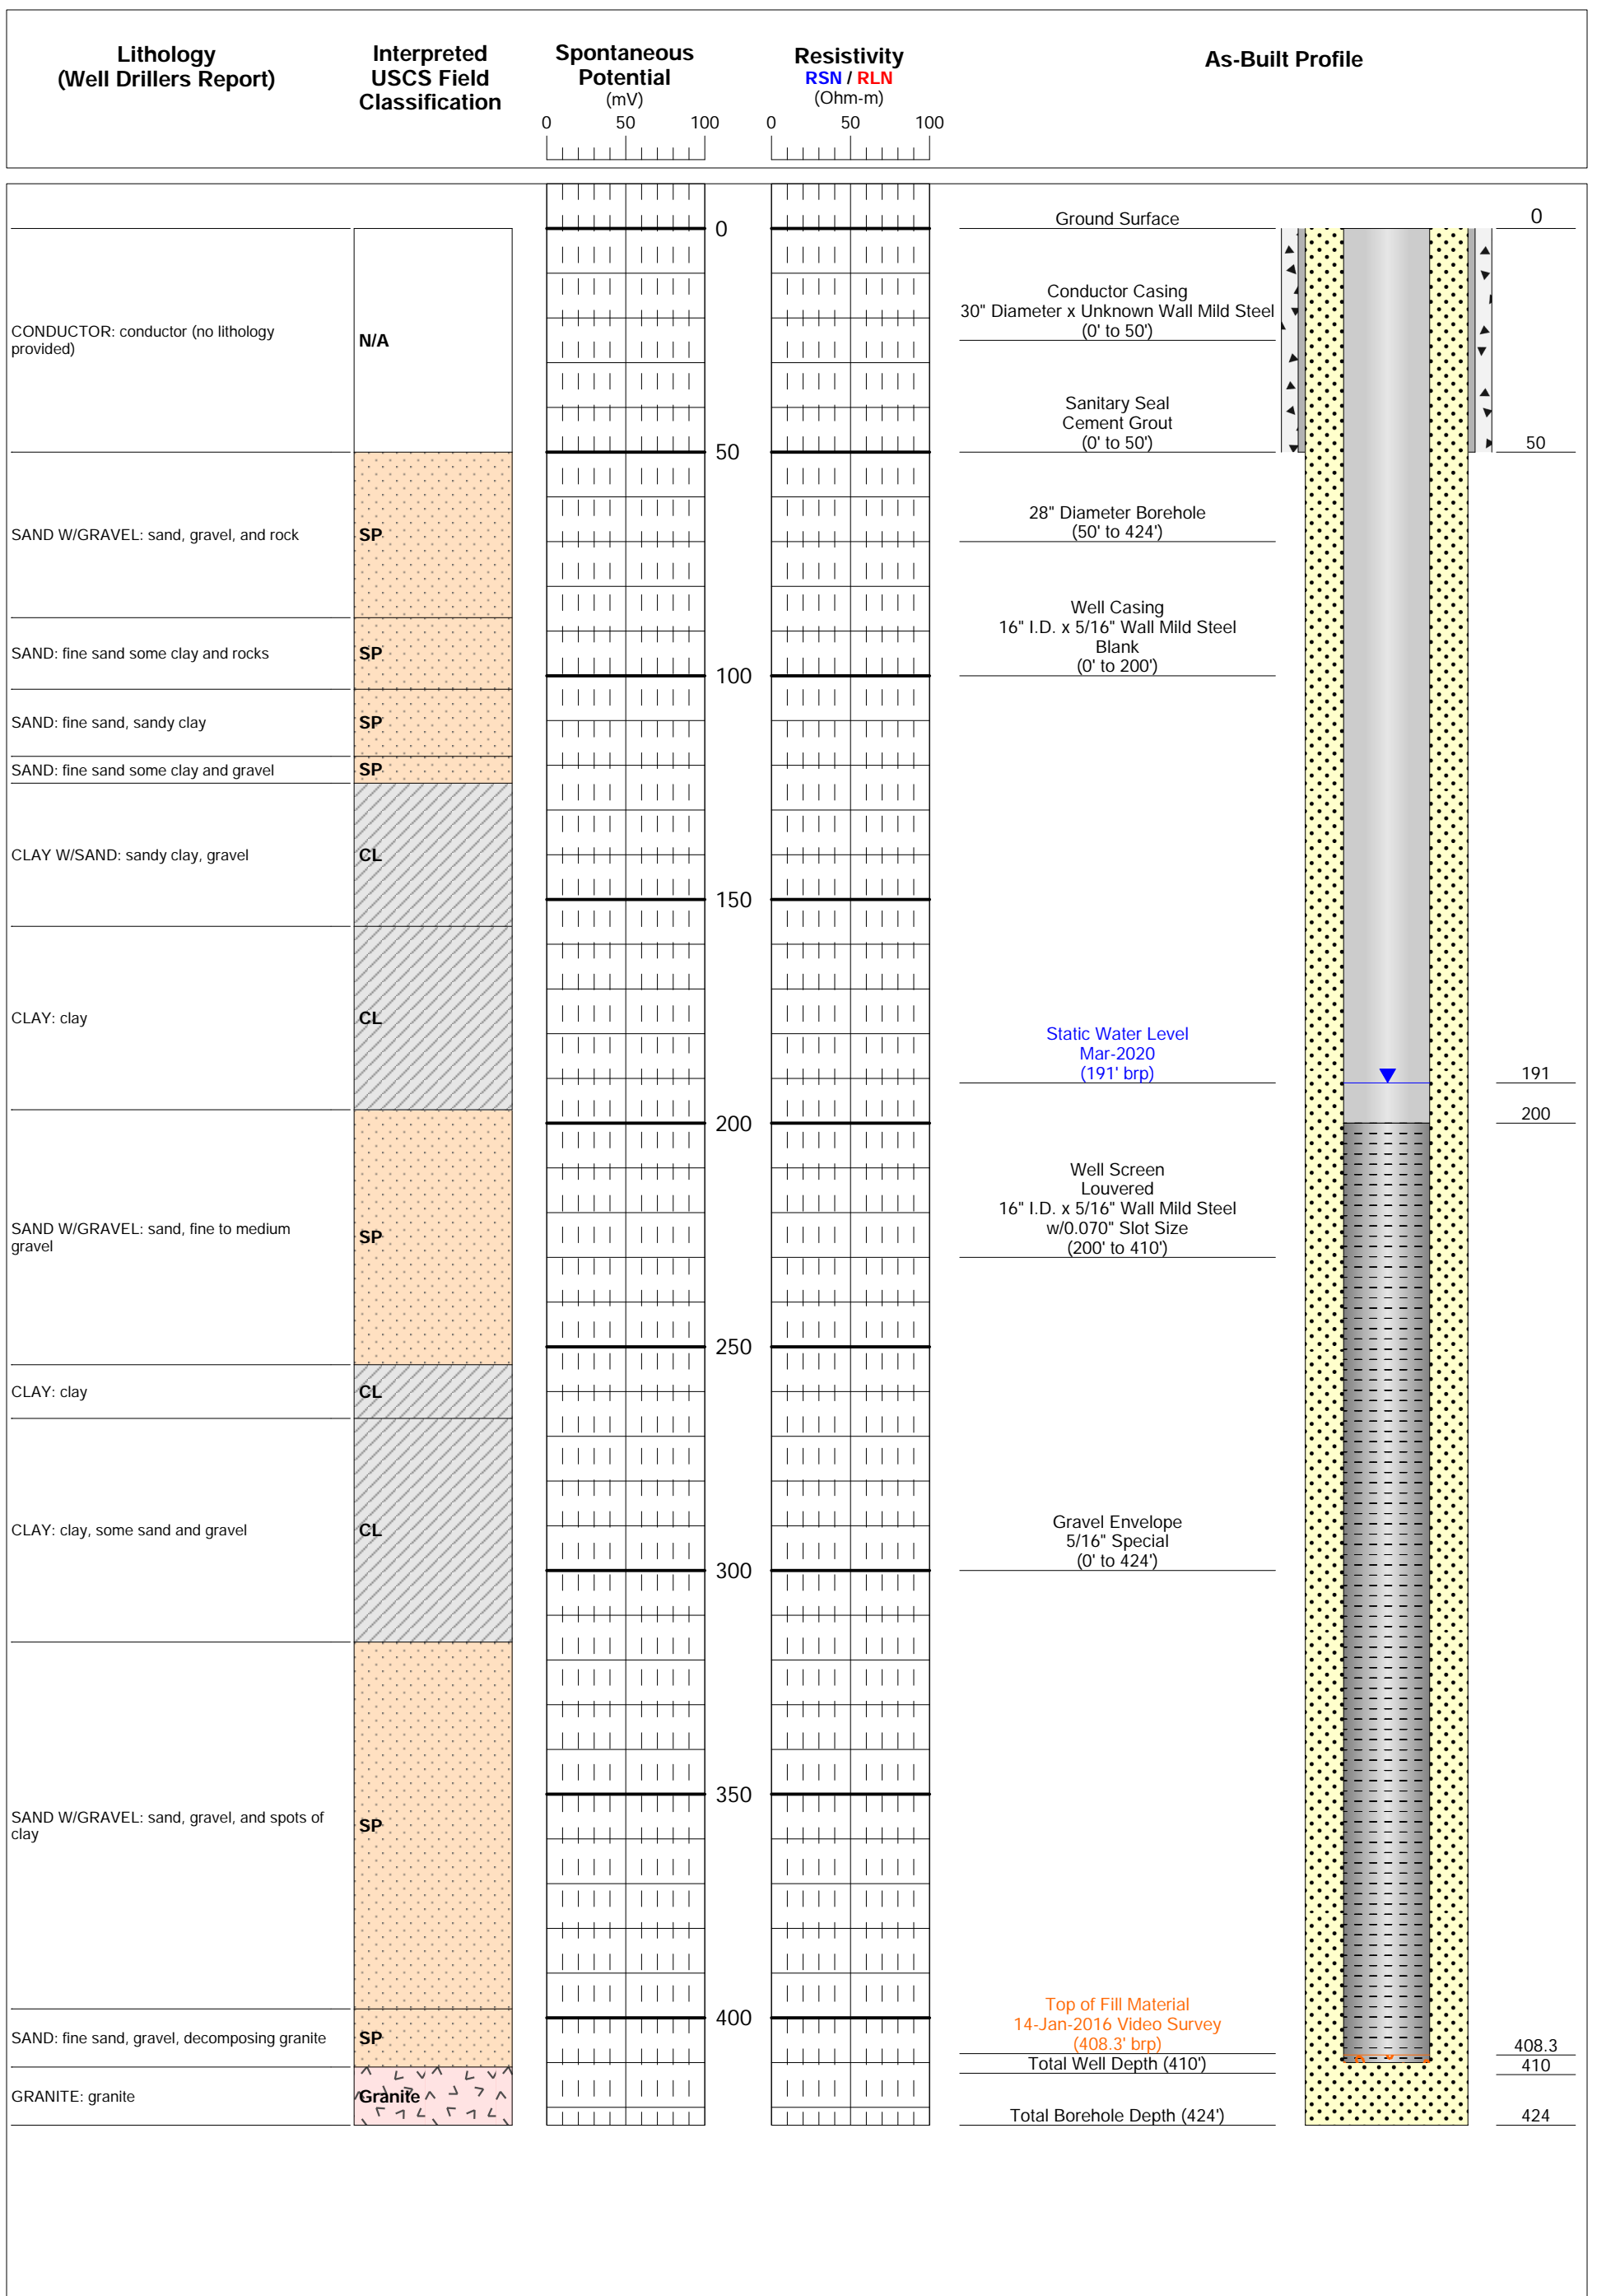 Lithology
(Well Drillers Report)
Interpreted
USCS Field
Classification
Spontaneous
Potential
(mV)
0 50 100
Resistivity
RSN / RLN
(Ohm-m)
0 50 100
As-Built Profile
Ground Surface
0
0
CONDUCTOR: conductor (no lithology
provided)
N/A
Conductor Casing
30" Diameter x Unknown Wall Mild Steel
(0' to 50')
Sanitary Seal
Cement Grout
(0' to 50')
50
50
SAND W/GRAVEL: sand, gravel, and rock
SP
28" Diameter Borehole
(50' to 424')
SAND: fine sand some clay and rocks
SP
Well Casing
16" I.D. x 5/16" Wall Mild Steel
Blank
(0' to 200')
100
SAND: fine sand, sandy clay
SP
SAND: fine sand some clay and gravel
SP
CLAY W/SAND: sandy clay, gravel
CL
150
CLAY: clay
CL
Static Water Level
Mar-2020
(191' brp)
191
200
200
SAND W/GRAVEL: sand, fine to medium
gravel
SP
Well Screen
Louvered
16" I.D. x 5/16" Wall Mild Steel
w/0.070" Slot Size
(200' to 410')
250
CLAY: clay
CL
CLAY: clay, some sand and gravel
CL
Gravel Envelope
5/16" Special
(0' to 424')
300
350
SAND W/GRAVEL: sand, gravel, and spots of
clay
SP
400
SAND: fine sand, gravel, decomposing granite
SP
Top of Fill Material
14-Jan-2016 Video Survey
(408.3' brp)
408.3
Total Well Depth (410')
410
GRANITE: granite
Granite
Total Borehole Depth (424')
424